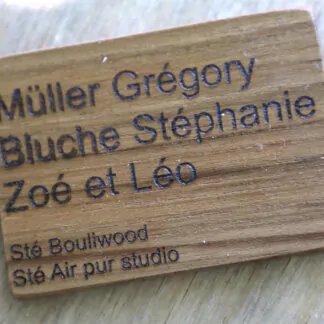 Müller Grégory
Bluche Stéphanie
Zoé et Léo
Sté Bouliwood
Sté Air pur studio